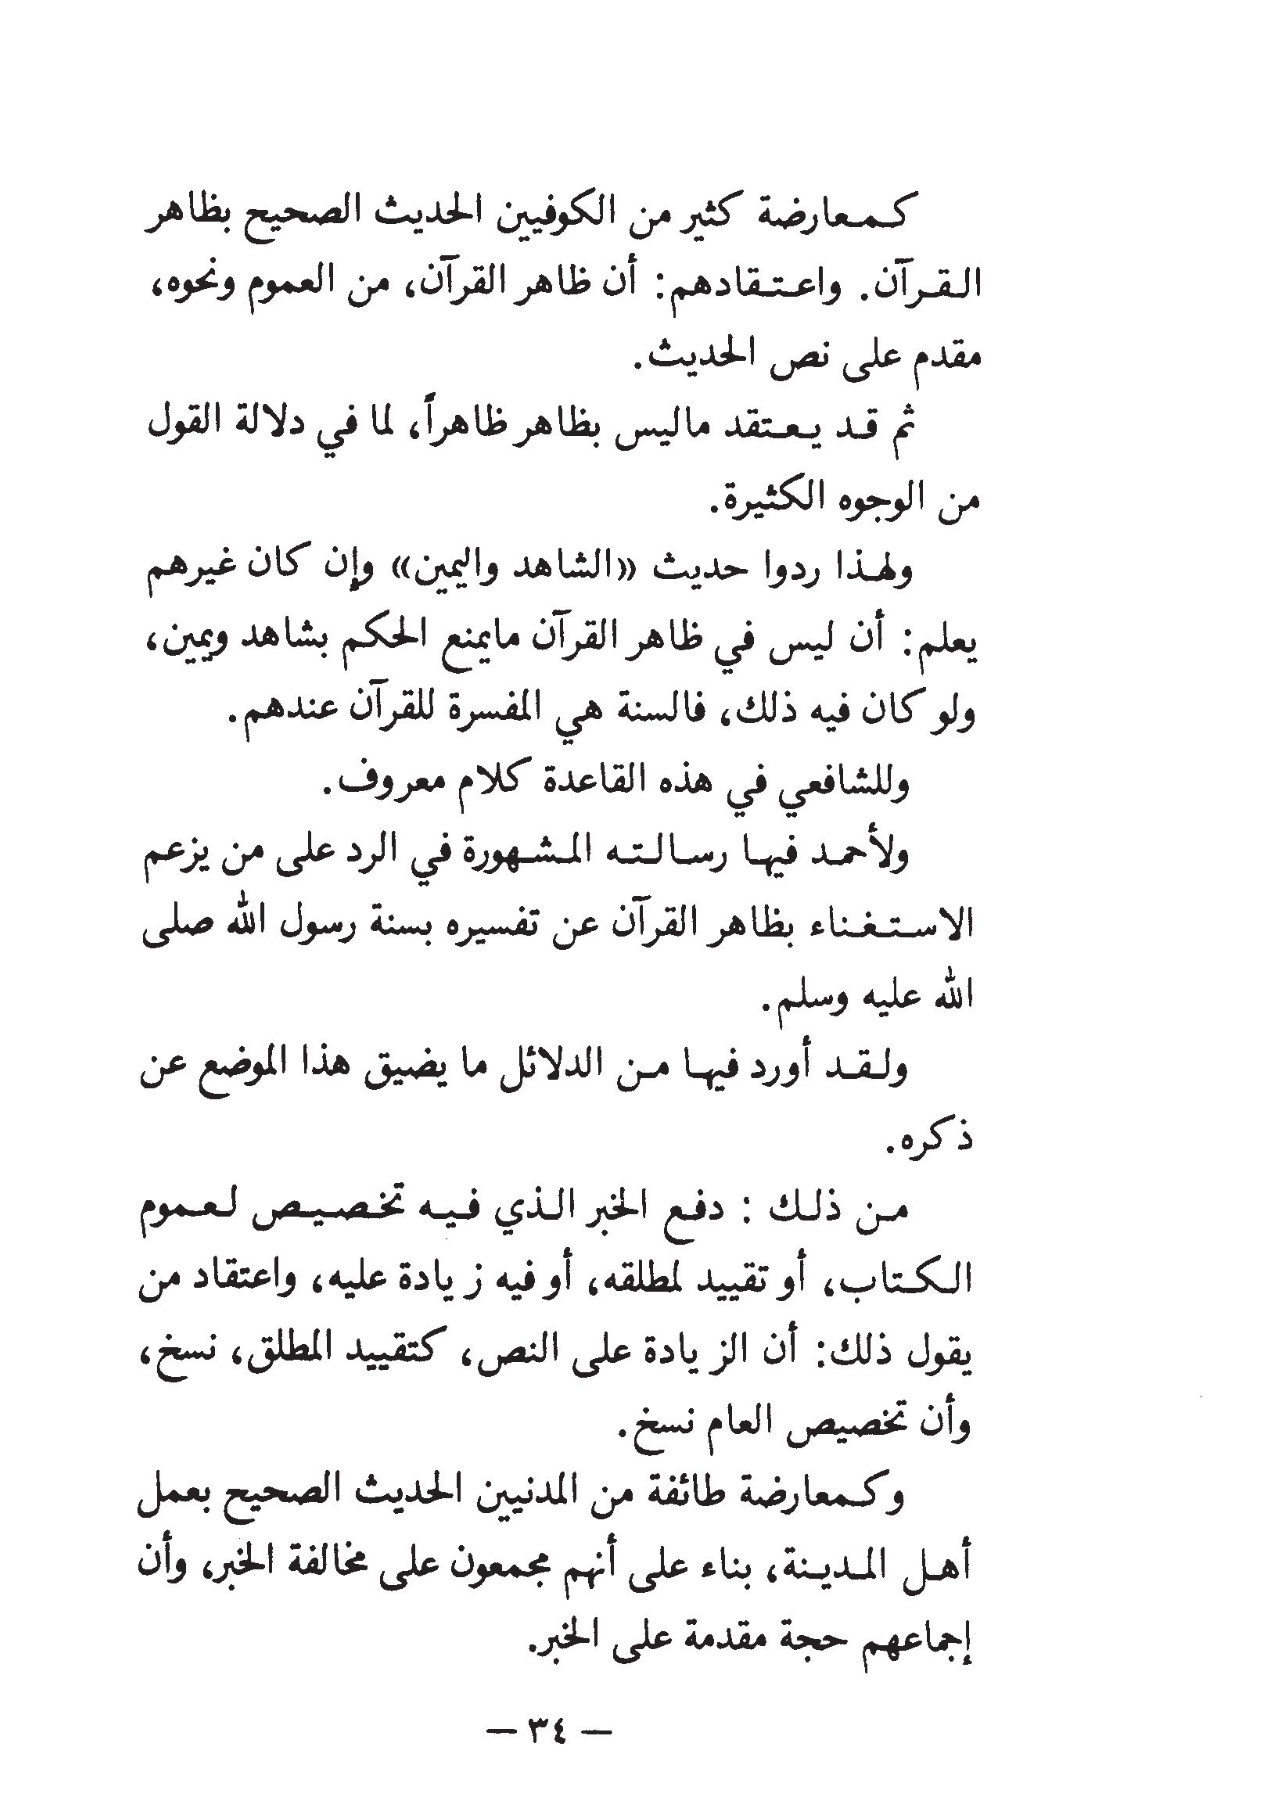 كمعارضة كثير من الكوفيين الحديث الصحيح بظاهر
القرآن. واعتقادهم: أن ظاهر القرآن، من العموم ونحوه،
مقدم على نص الحديث.
ثم قد يعتقد ماليس بظاهر ظاهراً، لما في دلالة القول
من الوجوه الكثيرة.
ولهذا ردوا حديث «الشاهد واليمين» وإن كان غيرهم
يعلم: أن ليس في ظاهر القرآن مايمنع الحكم بشاهد ويمين،
ولو كان فيه ذلك، فالسنة هي المفسرة للقرآن عندهم.
وللشافعي في هذه القاعدة كلام معروف.
ولأحمد فيها رسالته المشهورة في الرد على من يزعم
الاستغناء بظاهر القرآن عن تفسيره بسنة رسول الله صلى
الله عليه وسلم.
ولقد أورد فيها من الدلائل ما يضيق هذا الموضع عن
ذكره.
من ذلك : دفع الخبر الذي فيه تخصيص لعموم
الكتاب، أو تقييد لمطلقه، أو فيه زيادة عليه، واعتقاد من
يقول ذلك: أن الزيادة على النص، كتقييد المطلق، نسخ،
وأن تخصيص العام نسخ.
وكمعارضة طائفة من المدنيين الحديث الصحيح بعمل
أهل المدينة، بناء على أنهم مجمعون على مخالفة الخبر، وأن
إجماعهم حجة مقدمة على الخبر.
— ٣٤ —